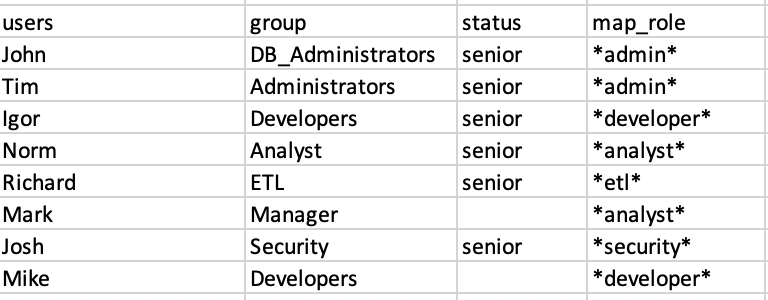 users group status map_role
John DB_Administrators senior *admin*
Tim Administrators senior *admin*
Igor Developers senior *developer*
Norm Analyst senior *analyst*
Richard ETL senior *etl*
Mark Manager *analyst*
Josh Security senior *security*
Mike Developers *developer*